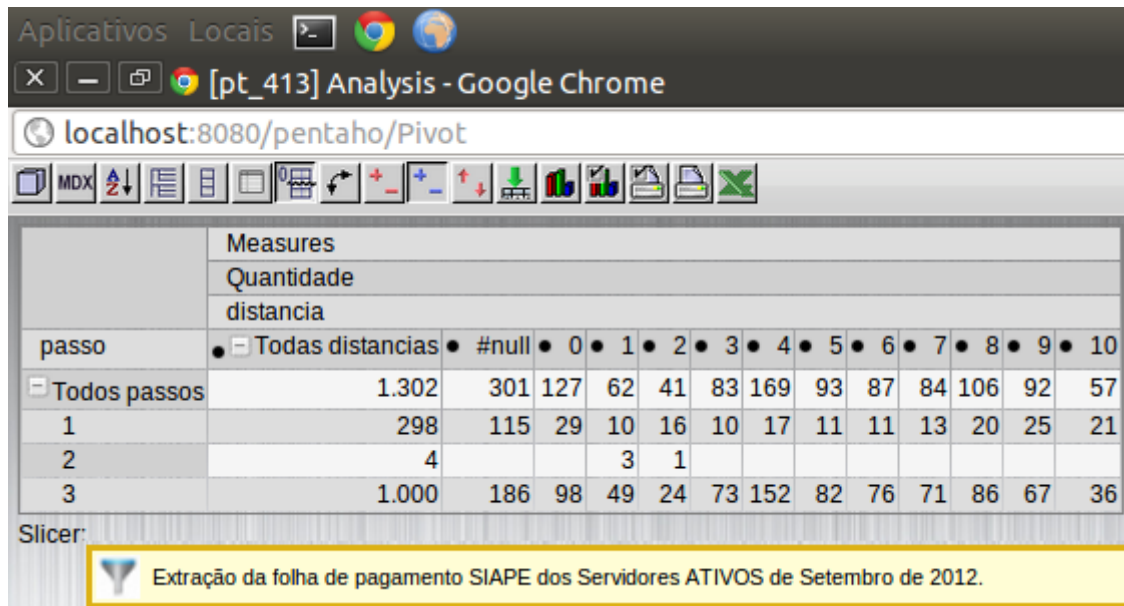 Aplicativos Locais
[pt_413] Analysis - Google Chrome
localhost:8080/pentaho/Pivot
MDX
Measures
Quantidade
distancia
passo Todas distancias #null 0 1 2 3 4 5 6 7 8 9 10
Todos passos 1.302 301 127 62 41 83 169 93 87 84 106 92 57
1 298 115 29 10 16 10 17 11 11 13 20 25 21
2 4 3 1
3 1.000 186 98 49 24 73 152 82 76 71 86 67 36
Slicer:
Extração da folha de pagamento SIAPE dos Servidores ATIVOS de Setembro de 2012.